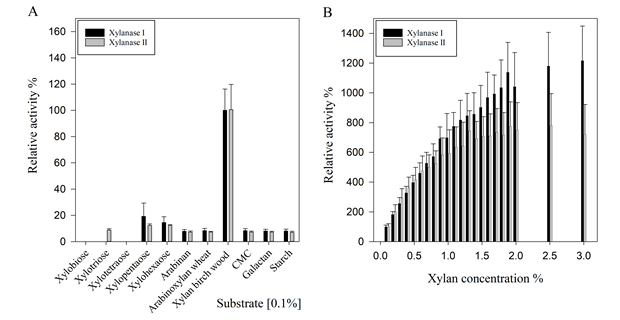 A
Xylanase I
Xylanase II
Relative activity %
160
140
120
100
80
60
40
20
0
Xylobiose
Xylotriose
Xylotetraose
Xylopentaose
Xylohexaose
Arabinan
Arabinoxylan wheat
Xylan birch wood
CMC
Galactan
Starch
Substrate [0.1%]
B
Xylanase I
Xylanase II
Relative activity %
1400
1200
1000
800
600
400
200
0
0.0 0.5 1.0 1.5 2.0 2.5 3.0
Xylan concentration %